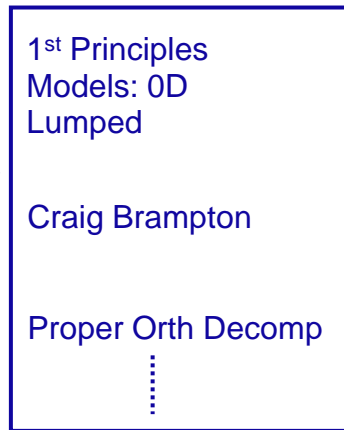 1st Principles
Models: 0D
Lumped
Craig Brampton
Proper Orth Decomp